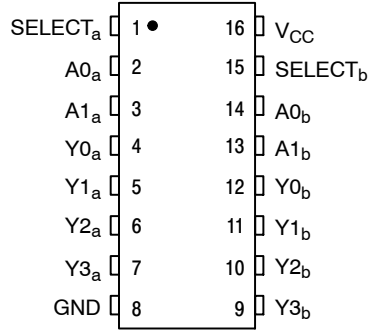 SELECTa 1 16 VCC
A0a 2 15 SELECTb
A1a 3 14 A0b
Y0a 4 13 A1b
Y1a 5 12 Y0b
Y2a 6 11 Y1b
Y3a 7 10 Y2b
GND 8 9 Y3b